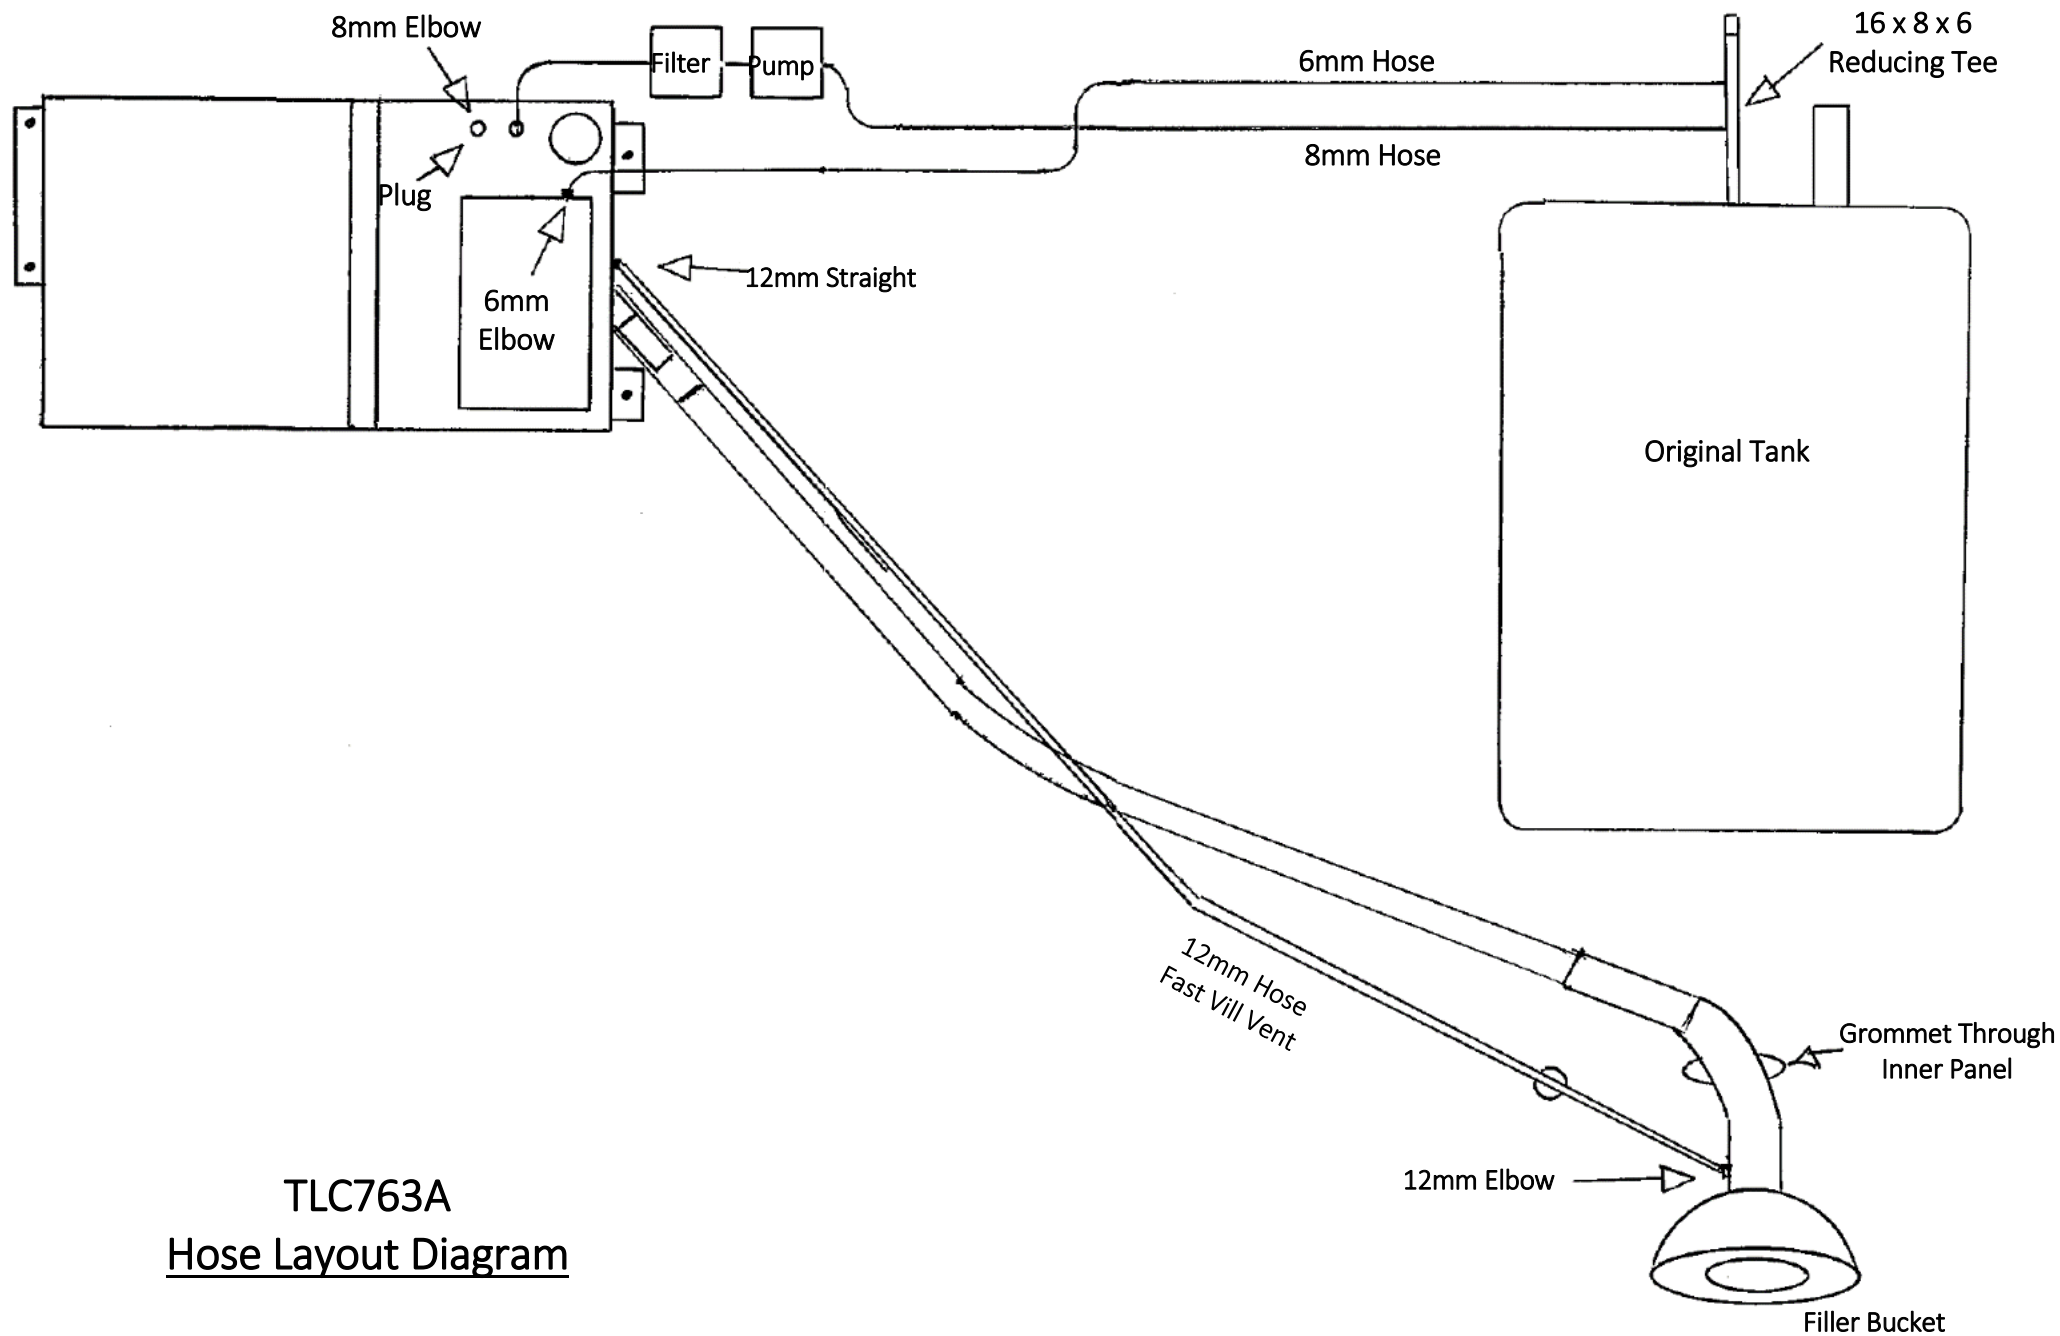 8mm Elbow
Filter
Pump
6mm Hose
16 x 8 x 6
Reducing Tee
8mm Hose
Plug
12mm Straight
6mm
Elbow
Original Tank
12mm Hose
Fast Vill Vent
Grommet Through
Inner Panel
12mm Elbow
TLC763A
Hose Layout Diagram
Filler Bucket